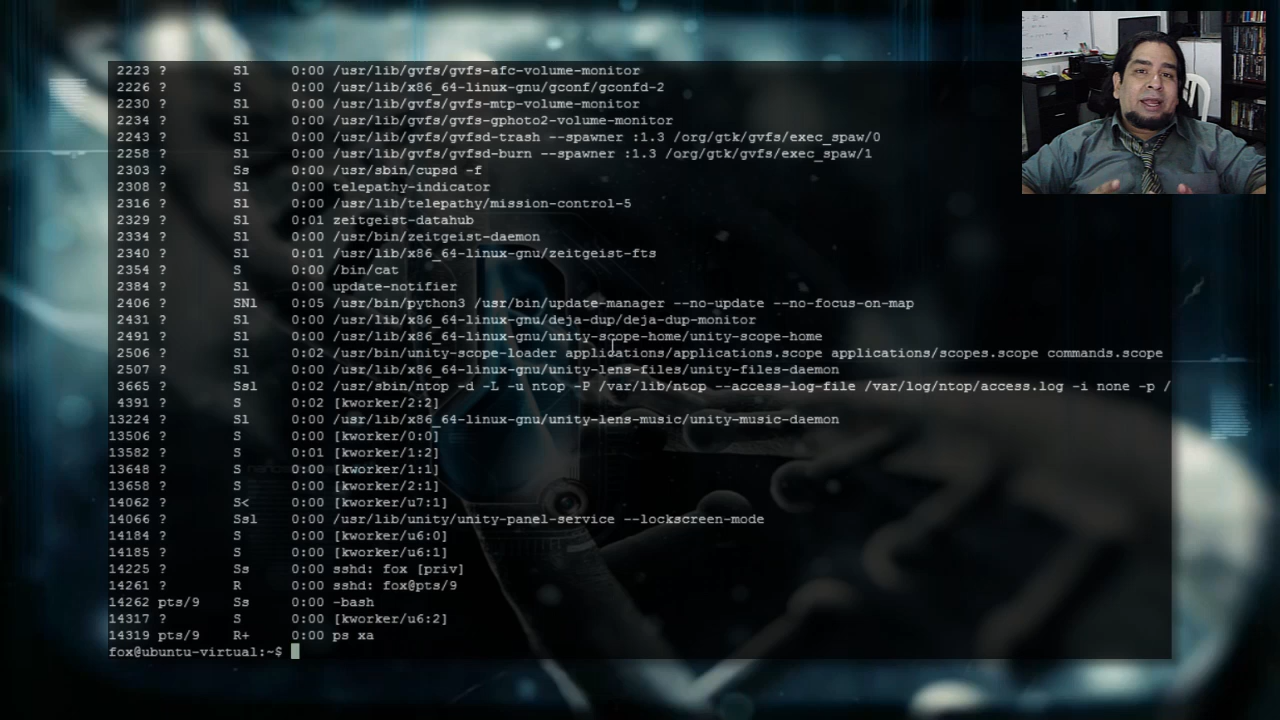 2223 ? Sl 0:00 /usr/lib/gvfs/gvfs-afc-volume-monitor
2226 ? S 0:00 /usr/lib/x86_64-linux-gnu/gconf/gconfd-2
2230 ? Sl 0:00 /usr/lib/gvfs/gvfs-mtp-volume-monitor
2234 ? Sl 0:00 /usr/lib/gvfs/gvfs-gphoto2-volume-monitor
2243 ? Sl 0:00 /usr/lib/gvfs/gvfsd-trash --spawner :1.3 /org/gtk/gvfs/exec_spaw/0
2258 ? Sl 0:00 /usr/lib/gvfs/gvfsd-burn --spawner :1.3 /org/gtk/gvfs/exec_spaw/1
2303 ? Ss 0:00 /usr/sbin/cupsd -f
2308 ? Sl 0:00 telepathy-indicator
2316 ? Sl 0:00 /usr/lib/telepathy/mission-control-5
2329 ? Sl 0:01 zeitgeist-datahub
2334 ? Sl 0:00 /usr/bin/zeitgeist-daemon
2340 ? Sl 0:01 /usr/lib/x86_64-linux-gnu/zeitgeist-fts
2354 ? S 0:00 /bin/cat
2384 ? Sl 0:00 update-notifier
2406 ? SNl 0:05 /usr/bin/python3 /usr/bin/update-manager --no-update --no-focus-on-map
2431 ? Sl 0:00 /usr/lib/x86_64-linux-gnu/deja-dup/deja-dup-monitor
2491 ? Sl 0:00 /usr/lib/x86_64-linux-gnu/unity-scope-home/unity-scope-home
2506 ? Sl 0:02 /usr/bin/unity-scope-loader applications/applications.scope applications/scopes.scope commands.scope
2507 ? Sl 0:00 /usr/lib/x86_64-linux-gnu/unity-lens-files/unity-files-daemon
3665 ? Ssl 0:02 /usr/sbin/ntop -d -L -u ntop -P /var/lib/ntop --access-log-file /var/log/ntop/access.log -i none -p /
4391 ? S 0:02 [kworker/2:2]
13224 ? Sl 0:00 /usr/lib/x86_64-linux-gnu/unity-lens-music/unity-music-daemon
13506 ? S 0:00 [kworker/0:0]
13582 ? S 0:01 [kworker/1:2]
13648 ? S 0:00 [kworker/1:1]
13658 ? S 0:00 [kworker/2:1]
14062 ? S< 0:00 [kworker/u7:1]
14066 ? Ssl 0:00 /usr/lib/unity/unity-panel-service --lockscreen-mode
14184 ? S 0:00 [kworker/u6:0]
14185 ? S 0:00 [kworker/u6:1]
14225 ? Ss 0:00 sshd: fox [priv]
14261 ? R 0:00 sshd: fox@pts/9
14262 pts/9 Ss 0:00 -bash
14317 ? S 0:00 [kworker/u6:2]
14319 pts/9 R+ 0:00 ps xa
fox@ubuntu-virtual:~$